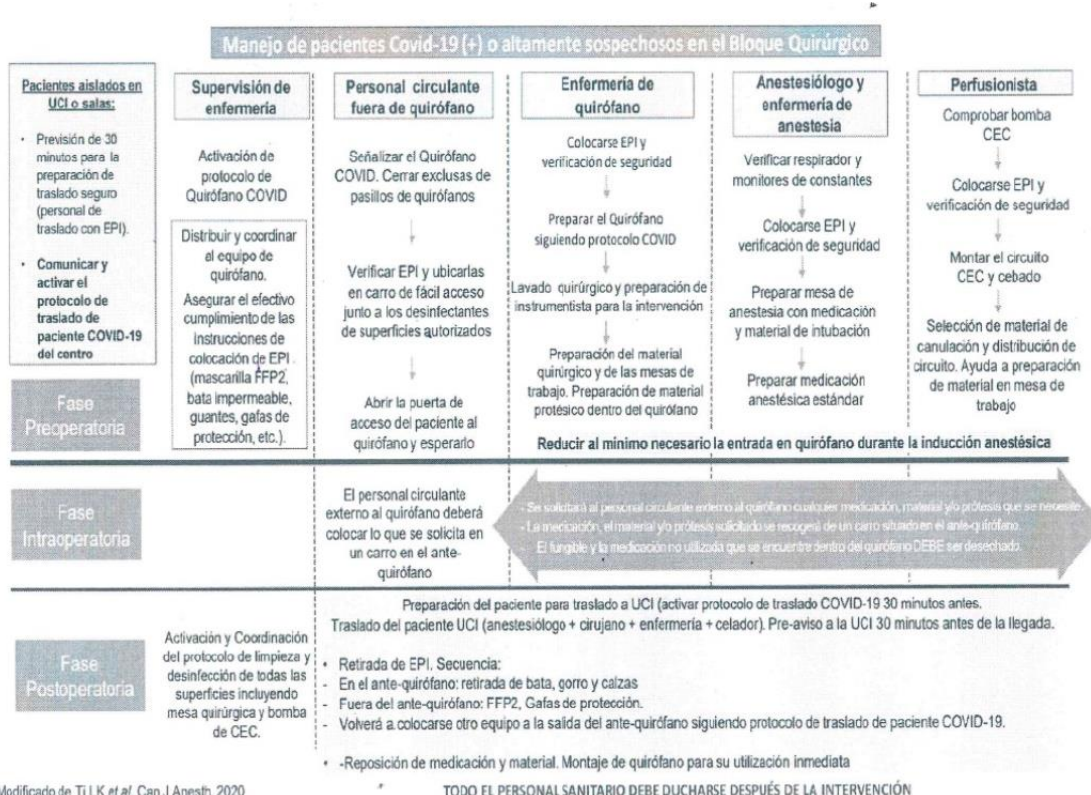 Manejo de pacientes Covid-19 (+) o altamente sospechosos en el Bloque Quirúrgico
Pacientes aislados en
UCI o salas:
• Previsión de 30
minutos para la
preparación de
traslado seguro
(personal de
traslado con EPI).
• Comunicar y
activar el
protocolo de
traslado de
paciente COVID-19
del centro
Fase
Preoperatoria
Supervisión de
enfermería
Activación de
protocolo de
Quirófano COVID
Distribuir y coordinar
al equipo de
quirófano.
Asegurar el efectivo
cumplimiento de las
instrucciones de
colocación de EPI.
(mascarilla FFP2,
bata impermeable,
guantes, gafas de
protección, etc.).
Personal circulante
fuera de quirófano
Señalizar el Quirófano
COVID. Cerrar exclusas de
pasillos de quirófanos
Verificar EPI y ubicarlas
en carro de fácil acceso
junto a los desinfectantes
de superficies autorizados
Abrir la puerta de
acceso del paciente al
quirófano y esperarlo
Enfermería de
quirófano
Colocarse EPI y
verificación de seguridad
Preparar el Quirófano
siguiendo protocolo COVID
Lavado quirúrgico y preparación de
instrumentista para la intervención
Preparación del material
quirúrgico y de las mesas de
trabajo. Preparación de material
protésico dentro del quirófano
Anestesiólogo y
enfermería de
anestesia
Verificar respirador y
monitores de constantes
Colocarse EPI y
verificación de seguridad
Preparar mesa de
anestesia con medicación
y material de intubación
Preparar medicación
anestésica estándar
Perfusionista
Comprobar bomba
CEC
Colocarse EPI y
verificación de seguridad
Montar el circuito
CEC y cebado
Selección de material de
canulación y distribución de
circuito. Ayuda a preparación
de material en mesa de
trabajo
Reducir al mínimo necesario la entrada en quirófano durante la inducción anestésica
Fase
Intraoperatoria
El personal circulante
externo al quirófano deberá
colocar lo que se solicita en
un carro en el ante-
quirófano
- Se solicitará al personal circulante externo al quirófano cualquier medicación, material y/o prótesis que se necesite.
- La medicación, el material y/o prótesis solicitado se recogerá de un carro situado en el ante-quirófano.
- El fungible y la medicación no utilizada que se encuentre dentro del quirófano DEBE ser desechado.
Fase
Postoperatoria
Activación y Coordinación
del protocolo de limpieza y
desinfección de todas las
superficies incluyendo
mesa quirúrgica y bomba
de CEC.
Preparación del paciente para traslado a UCI (activar protocolo de traslado COVID-19 30 minutos antes.
Traslado del paciente UCI (anestesiólogo + cirujano + enfermería + celador). Pre-aviso a la UCI 30 minutos antes de la llegada.
• Retirada de EPI. Secuencia:
- En el ante-quirófano: retirada de bata, gorro y calzas
- Fuera del ante-quirófano: FFP2, Gafas de protección.
- Volverá a colocarse otro equipo a la salida del ante-quirófano siguiendo protocolo de traslado de paciente COVID-19.
• -Reposición de medicación y material. Montaje de quirófano para su utilización inmediata
Modificado de Ti LK et al. Can J Anesth. 2020
TODO EL PERSONAL SANITARIO DEBE DUCHARSE DESPUÉS DE LA INTERVENCIÓN